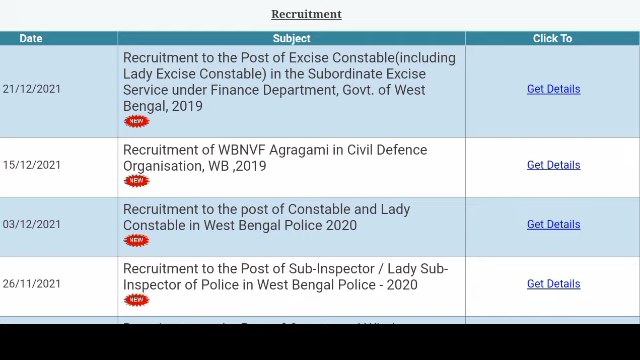 Recruitment
Date Subject Click To
Recruitment to the Post of Excise Constable(including
Lady Excise Constable) in the Subordinate Excise
21/12/2021 Service under Finance Department, Govt. of West Get Details
Bengal, 2019
NEW
Recruitment of WBNVF Agragami in Civil Defence
15/12/2021 Organisation, WB ,2019 Get Details
NEW
Recruitment to the post of Constable and Lady
03/12/2021 Constable in West Bengal Police 2020 Get Details
NEW
Recruitment to the Post of Sub-Inspector / Lady Sub-
26/11/2021 Inspector of Police in West Bengal Police - 2020 Get Details
NEW